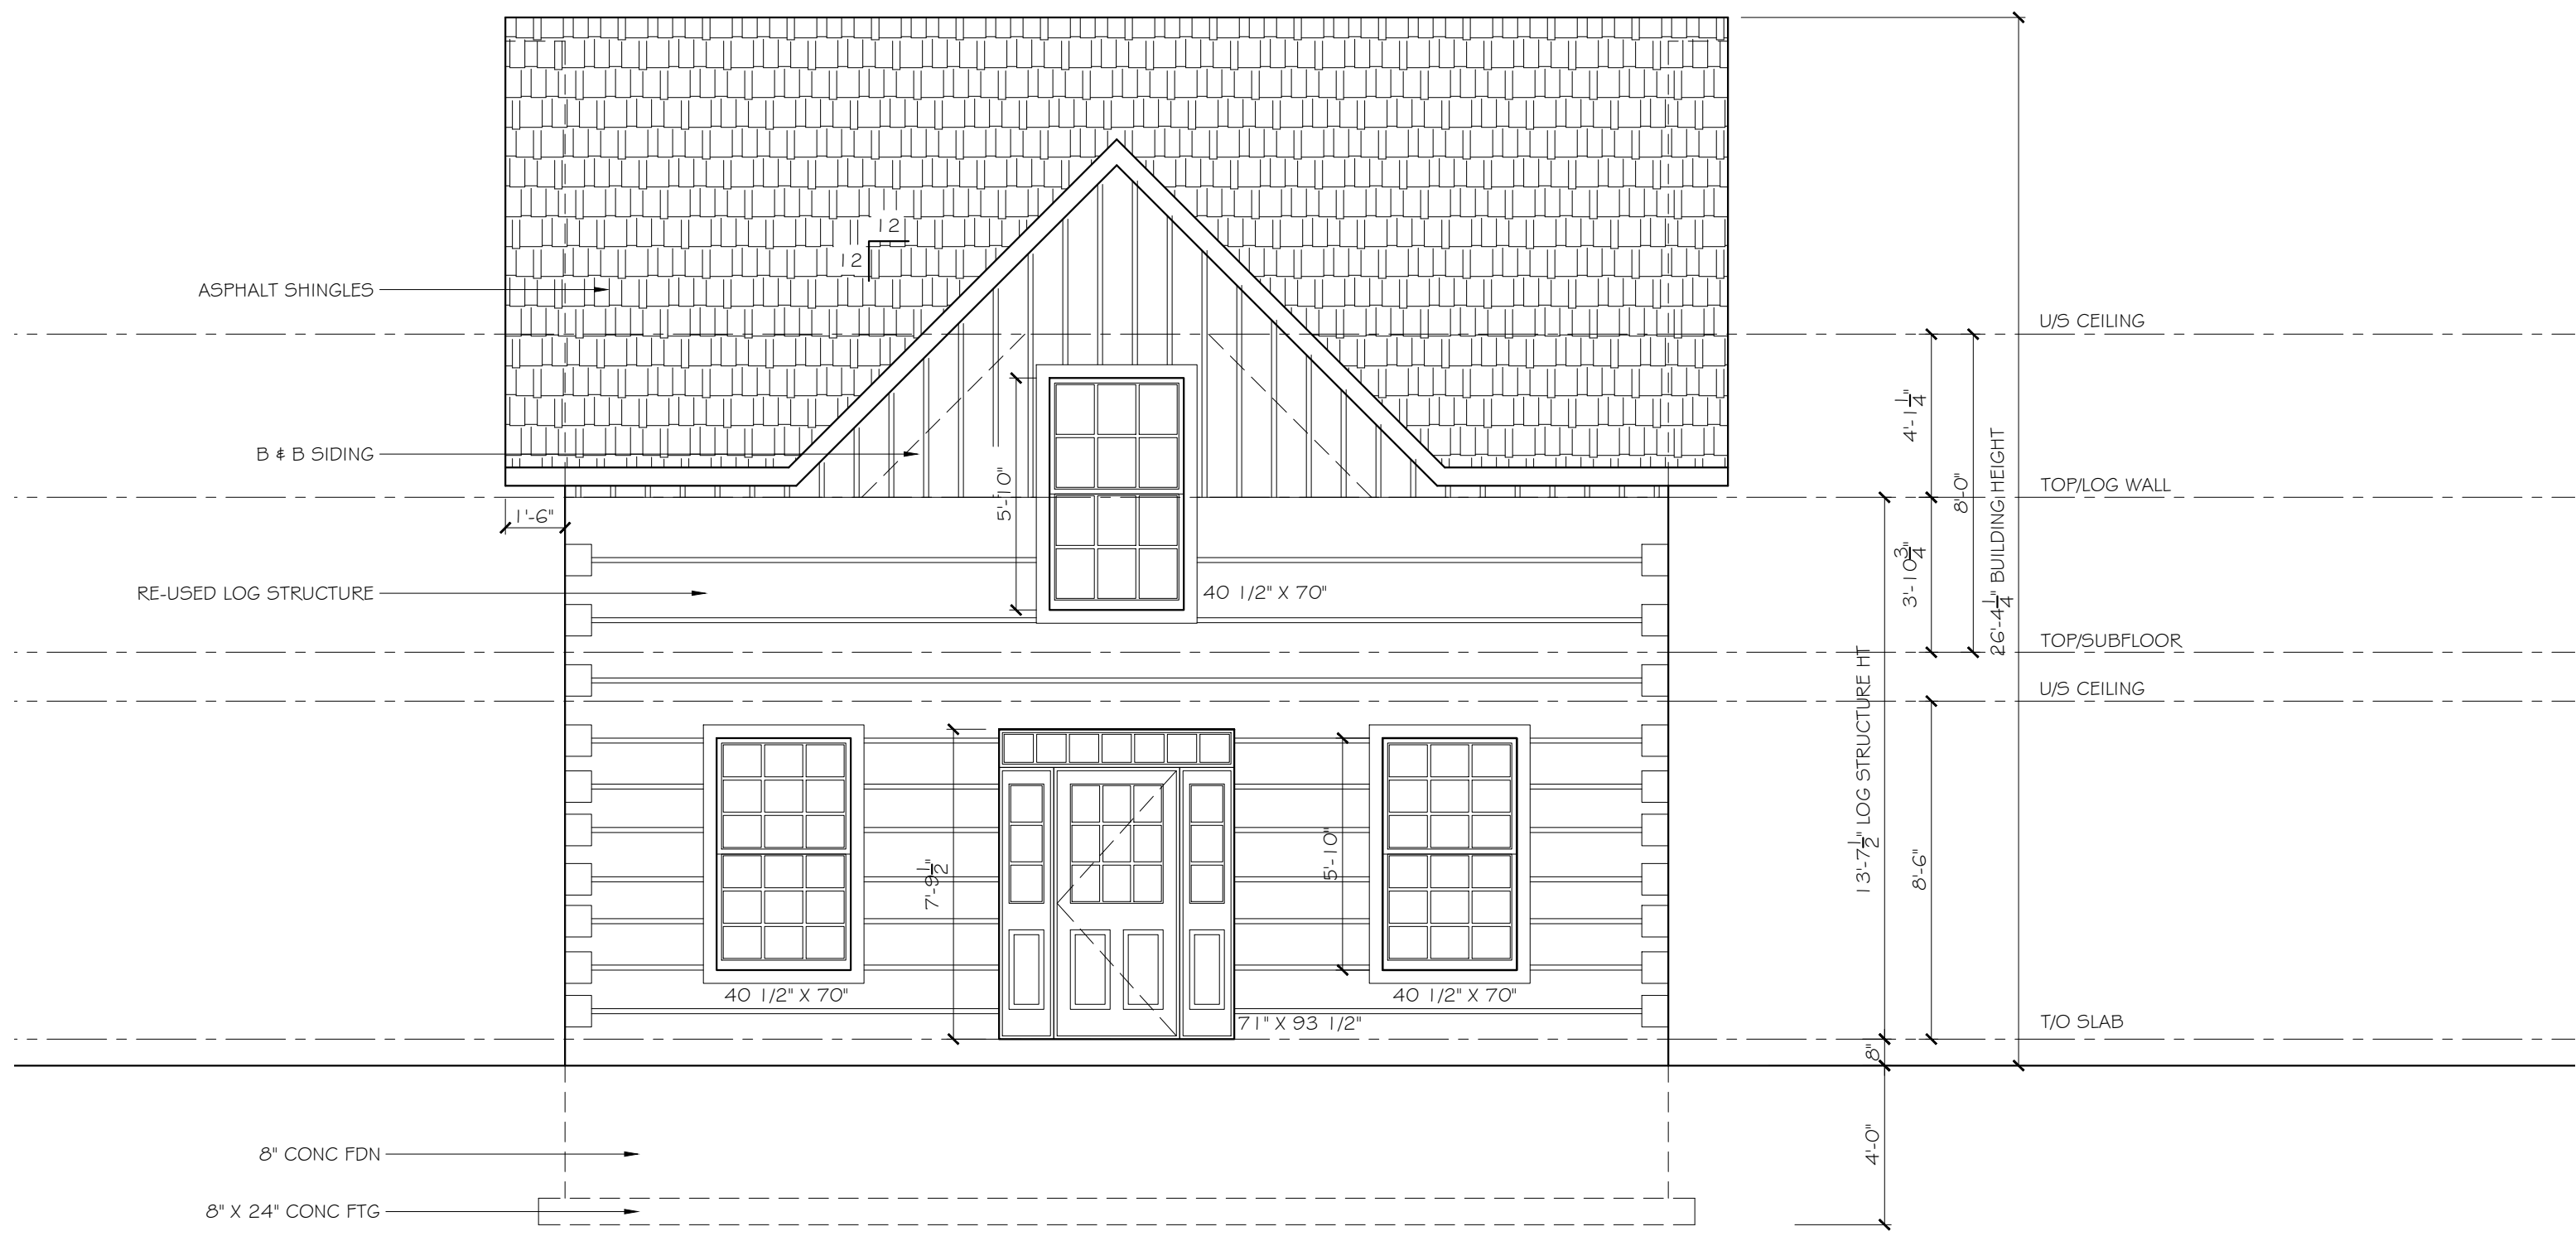 12
12
ASPHALT SHINGLES
U/S CEILING
4'-1 1/4"
B & B SIDING
5'-10"
8'-0"
26'-4 1/4" BUILDING HEIGHT
TOP/LOG WALL
1'-6"
3'-10 3/4"
RE-USED LOG STRUCTURE
40 1/2" X 70"
TOP/SUBFLOOR
U/S CEILING
13'-7 1/2" LOG STRUCTURE HT
8'-6"
7'-9 1/2"
5'-10"
40 1/2" X 70"
40 1/2" X 70"
71" X 93 1/2"
T/O SLAB
8"
8" CONC FDN
4'-0"
8" X 24" CONC FTG